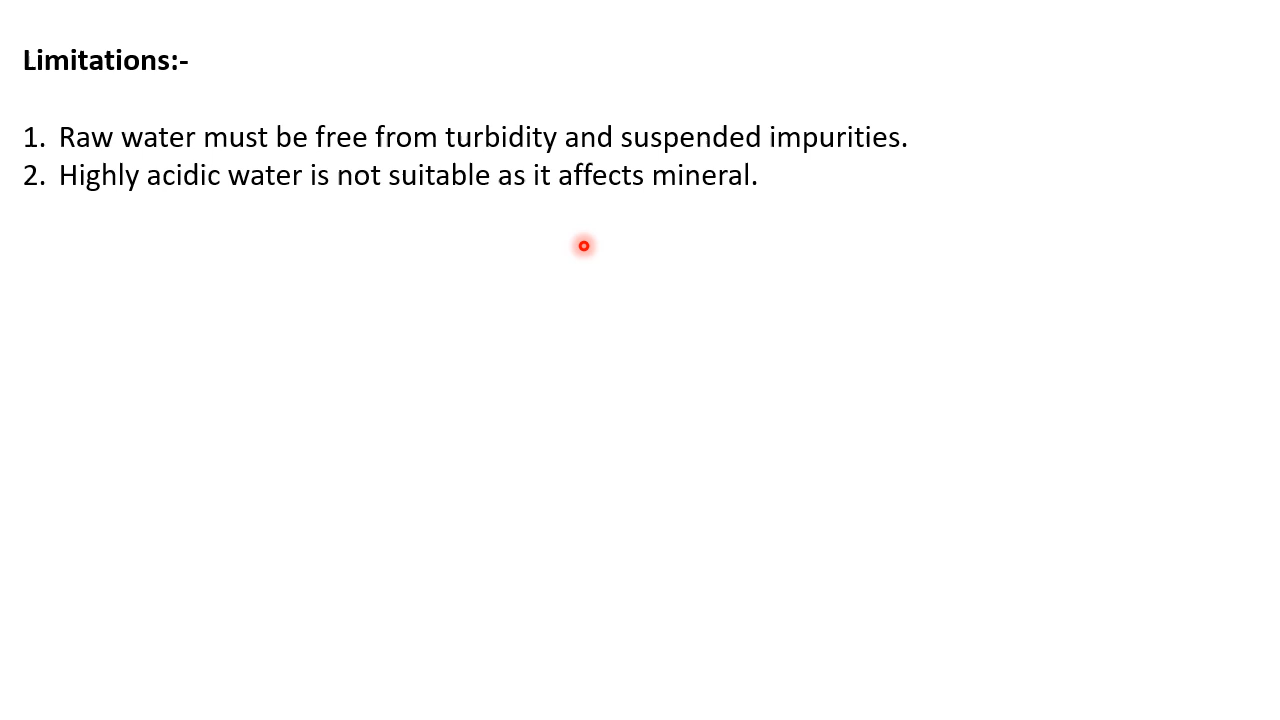 Limitations:-
1. Raw water must be free from turbidity and suspended impurities.
2. Highly acidic water is not suitable as it affects mineral.